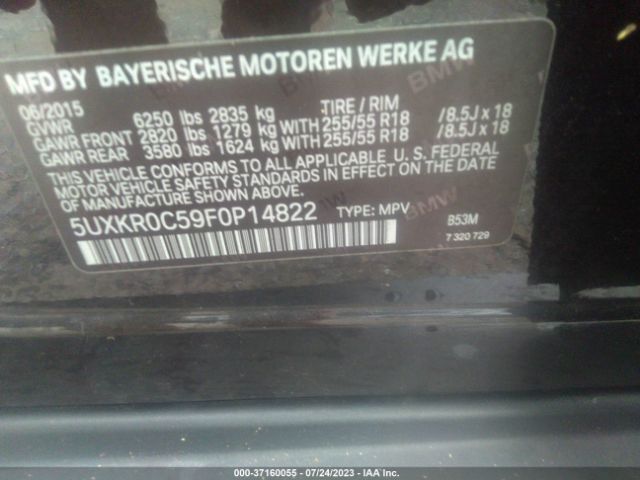 MFD BY BAYERISCHE MOTOREN WERKE AG
06/2015 TIRE / RIM
GVWR 6250 lbs 2835 kg
GAWR FRONT 2820 lbs 1279 kg WITH 255/55 R18 /8.5J x 18
GAWR REAR 3580 lbs 1624 kg WITH 255/55 R18 /8.5J x 18
THIS VEHICLE CONFORMS TO ALL APPLICABLE U. S. FEDERAL
MOTOR VEHICLE SAFETY STANDARDS IN EFFECT ON THE DATE
OF MANUFACTURE SHOWN ABOVE.
5UXKR0C59F0P14822 TYPE: MPV
B53M
7 320 729
000-37160055 - 07/24/2023 - IAA Inc.